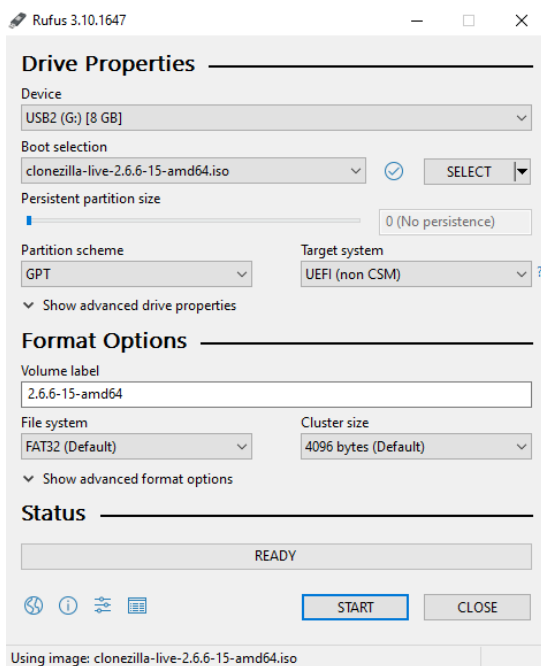 Rufus 3.10.1647
Drive Properties
Device
USB2 (G:) [8 GB]
Boot selection
clonezilla-live-2.6.6-15-amd64.iso
SELECT
Persistent partition size
0 (No persistence)
Partition scheme Target system
GPT UEFI (non CSM) ?
Show advanced drive properties
Format Options
Volume label
2.6.6-15-amd64
File system Cluster size
FAT32 (Default) 4096 bytes (Default)
Show advanced format options
Status
READY
START CLOSE
Using image: clonezilla-live-2.6.6-15-amd64.iso